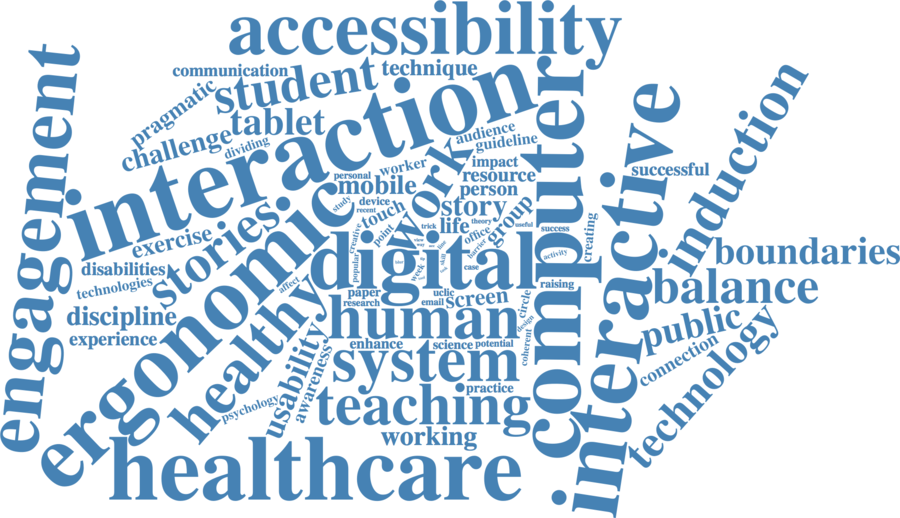 accessibility
communication
student
technique
pragmatic
engagement
interaction
computer
challenge
tablet
dividing
audience
guideline
interactive
induction
successful
personal
worker
work
impact
resource
person
mobile
study
device
recent
touch
story
group
life
theory
useful
trick
office
barrier
creative
point
exercise
stories
ergonomic
digital
success
creating
activity
boundaries
disabilities
technologies
popular
week
skill
case
raising
balance
affect
healthy
paper
research
uclic
email
screen
circle
discipline
experience
human
design
public
enhance
science
potential
coherent
connection
technology
usability
awareness
system
practice
psychology
teaching
working
healthcare